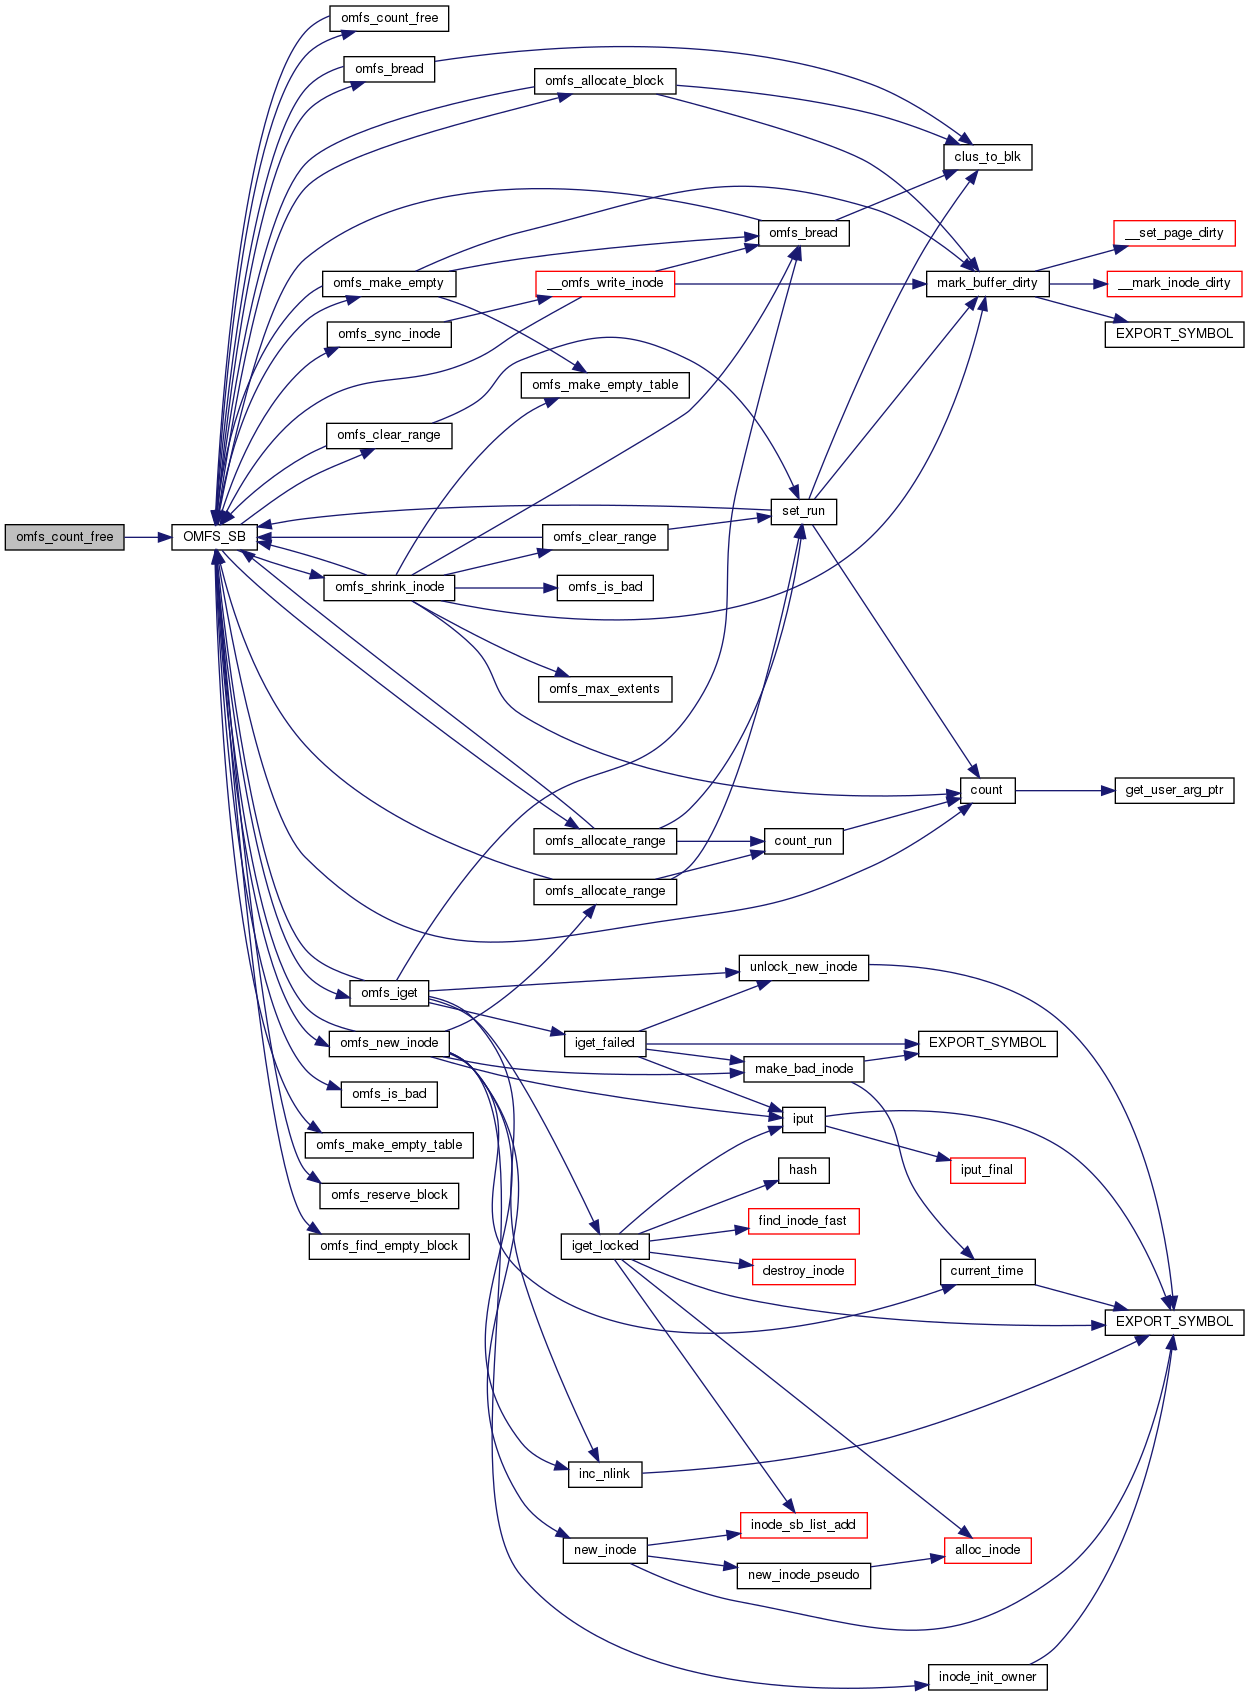 omfs_count_free
omfs_bread
omfs_allocate_block
clus_to_blk
omfs_bread
__set_page_dirty
omfs_make_empty
__omfs_write_inode
mark_buffer_dirty
__mark_inode_dirty
omfs_sync_inode
EXPORT_SYMBOL
omfs_make_empty_table
omfs_clear_range
set_run
omfs_count_free
OMFS_SB
omfs_clear_range
omfs_shrink_inode
omfs_is_bad
omfs_max_extents
count
get_user_arg_ptr
omfs_allocate_range
count_run
omfs_allocate_range
unlock_new_inode
omfs_iget
omfs_new_inode
iget_failed
EXPORT_SYMBOL
make_bad_inode
omfs_is_bad
iput
omfs_make_empty_table
hash
iput_final
omfs_reserve_block
find_inode_fast
omfs_find_empty_block
iget_locked
destroy_inode
current_time
EXPORT_SYMBOL
inc_nlink
inode_sb_list_add
new_inode
alloc_inode
new_inode_pseudo
inode_init_owner